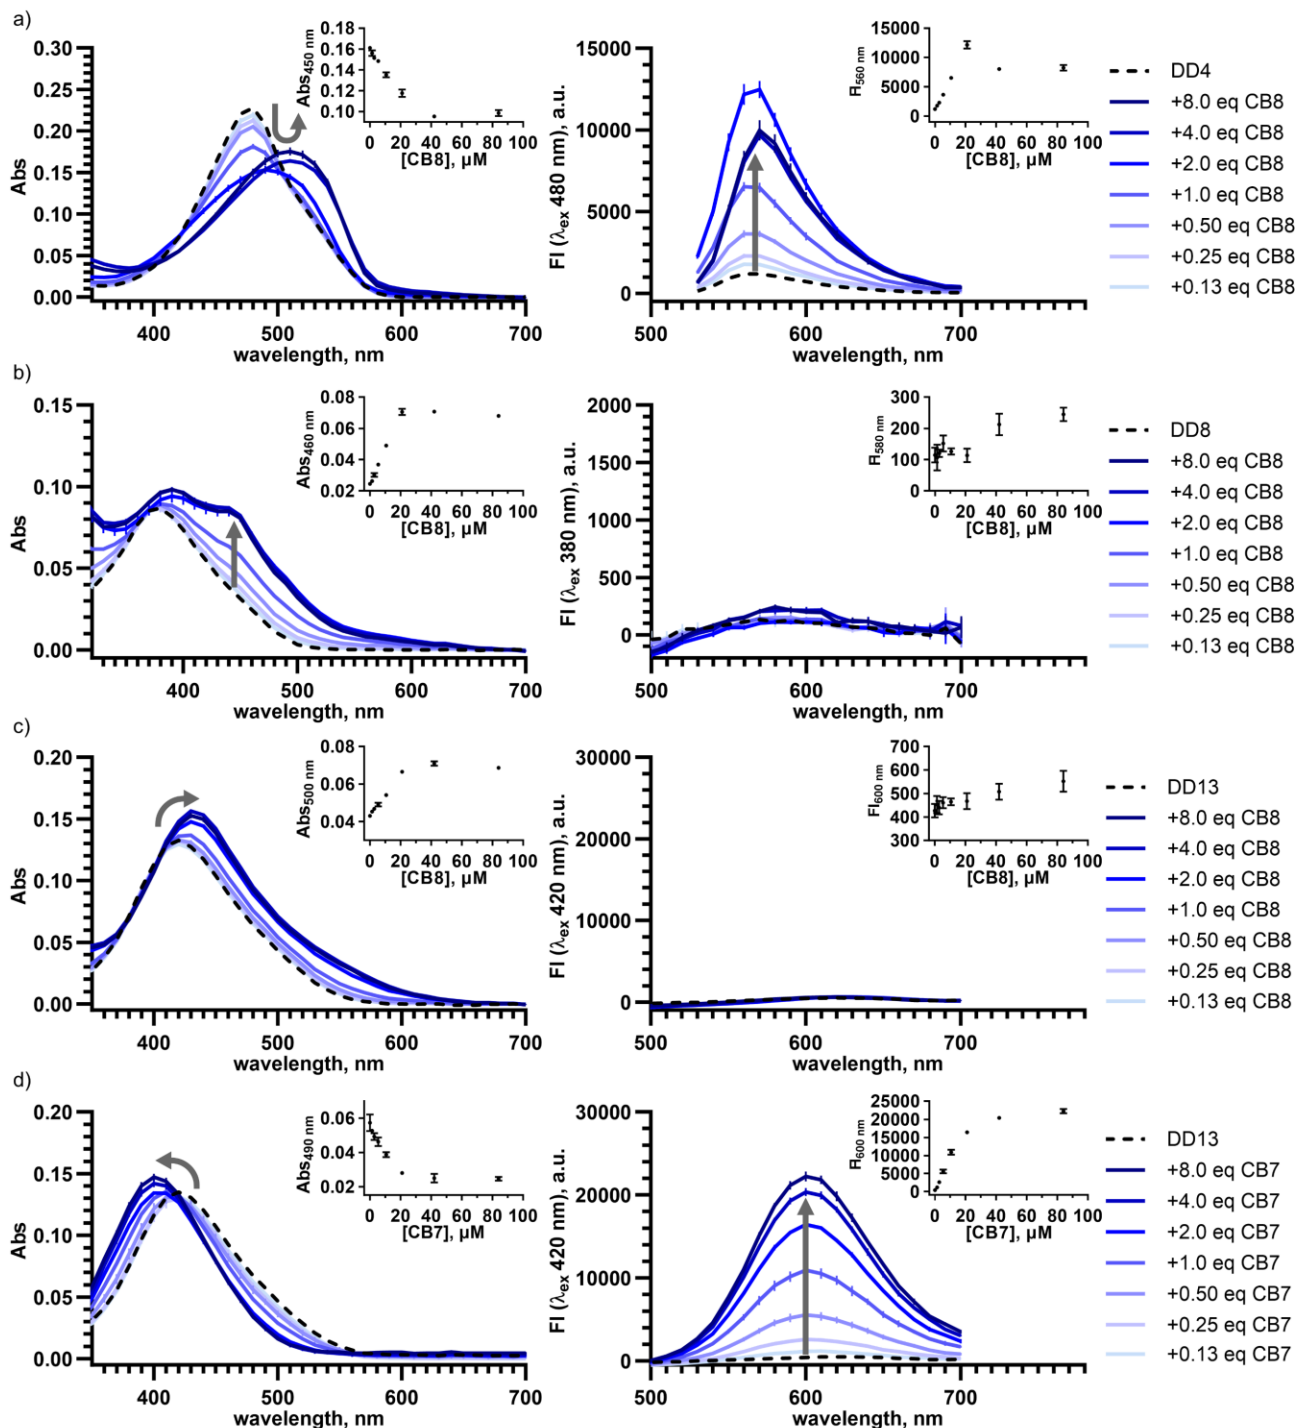 a)
0.30
0.25
0.20
0.15
0.10
0.05
0.00
Abs
400 500 600 700
wavelength, nm
0.18
0.16
0.14
0.12
0.10
Abs450 nm
0 20 40 60 80 100
[CB8], µM
15000
10000
5000
0
FI (λex 480 nm), a.u.
500 600 700
wavelength, nm
15000
10000
5000
0
FI560 nm
0 20 40 60 80 100
[CB8], µM
DD4
+8.0 eq CB8
+4.0 eq CB8
+2.0 eq CB8
+1.0 eq CB8
+0.50 eq CB8
+0.25 eq CB8
+0.13 eq CB8
b)
0.15
0.10
0.05
0.00
Abs
400 500 600 700
wavelength, nm
0.08
0.06
0.04
0.02
Abs460 nm
0 20 40 60 80 100
[CB8], µM
2000
1500
1000
500
0
FI (λex 380 nm), a.u.
500 600 700
wavelength, nm
300
200
100
0
FI580 nm
0 20 40 60 80 100
[CB8], µM
DD8
+8.0 eq CB8
+4.0 eq CB8
+2.0 eq CB8
+1.0 eq CB8
+0.50 eq CB8
+0.25 eq CB8
+0.13 eq CB8
c)
0.20
0.15
0.10
0.05
0.00
Abs
400 500 600 700
wavelength, nm
0.08
0.06
0.04
Abs500 nm
0 20 40 60 80 100
[CB8], µM
30000
20000
10000
0
FI (λex 420 nm), a.u.
500 600 700
wavelength, nm
700
600
500
400
300
FI600 nm
0 20 40 60 80 100
[CB8], µM
DD13
+8.0 eq CB8
+4.0 eq CB8
+2.0 eq CB8
+1.0 eq CB8
+0.50 eq CB8
+0.25 eq CB8
+0.13 eq CB8
d)
0.20
0.15
0.10
0.05
0.00
Abs
400 500 600 700
wavelength, nm
0.06
0.04
0.02
Abs490 nm
0 20 40 60 80 100
[CB7], µM
30000
20000
10000
0
FI (λex 420 nm), a.u.
500 600 700
wavelength, nm
25000
20000
15000
10000
5000
0
FI600 nm
0 20 40 60 80 100
[CB7], µM
DD13
+8.0 eq CB7
+4.0 eq CB7
+2.0 eq CB7
+1.0 eq CB7
+0.50 eq CB7
+0.25 eq CB7
+0.13 eq CB7